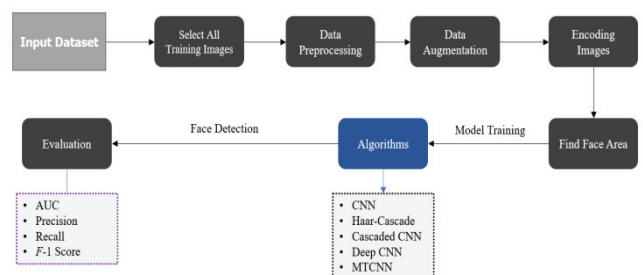 Input Dataset
Select All
Training Images
Data
Preprocessing
Data
Augmentation
Encoding
Images
Find Face Area
Model Training
Algorithms
Face Detection
Evaluation
• AUC
• Precision
• Recall
• F-1 Score
• CNN
• Haar-Cascade
• Cascaded CNN
• Deep CNN
• MTCNN